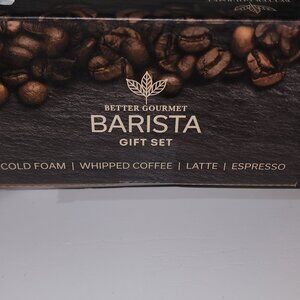 BETTER GOURMET
BARISTA
GIFT SET
COLD FOAM | WHIPPED COFFEE | LATTE | ESPRESSO